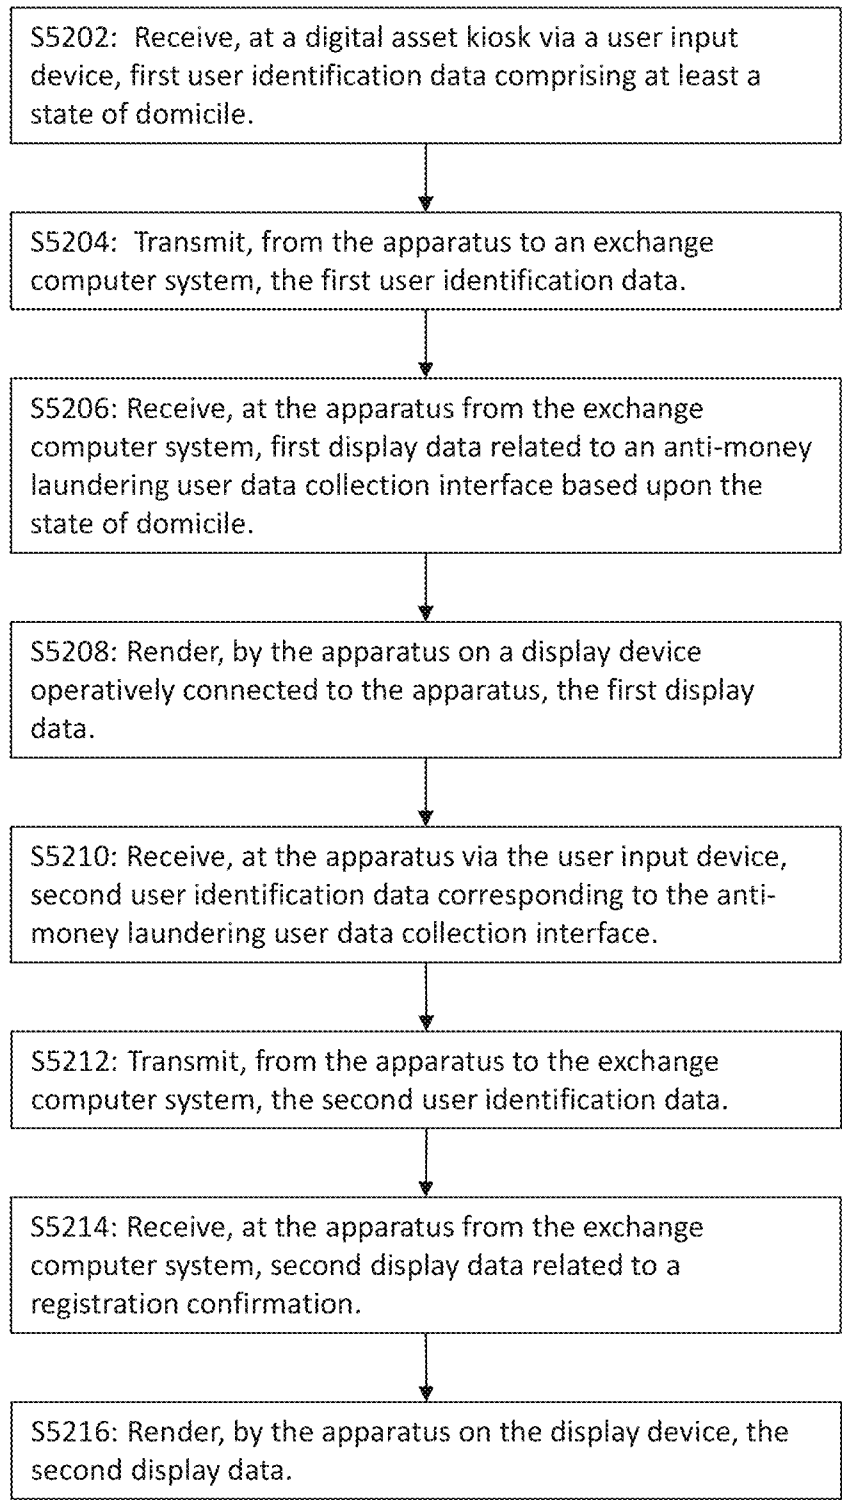 S5202: Receive, at a digital asset kiosk via a user input
device, first user identification data comprising at least a
state of domicile.
S5204: Transmit, from the apparatus to an exchange
computer system, the first user identification data.
S5206: Receive, at the apparatus from the exchange
computer system, first display data related to an anti-money
laundering user data collection interface based upon the
state of domicile.
S5208: Render, by the apparatus on a display device
operatively connected to the apparatus, the first display
data.
S5210: Receive, at the apparatus via the user input device,
second user identification data corresponding to the anti-
money laundering user data collection interface.
S5212: Transmit, from the apparatus to the exchange
computer system, the second user identification data.
S5214: Receive, at the apparatus from the exchange
computer system, second display data related to a
registration confirmation.
S5216: Render, by the apparatus on the display device, the
second display data.